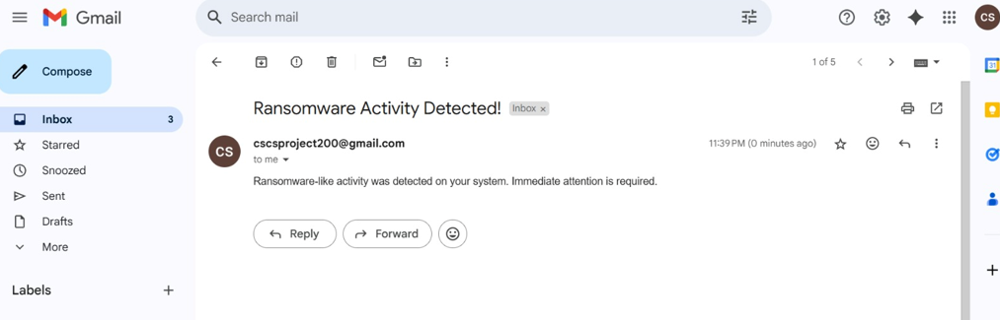 Gmail
Search mail
CS
Compose
1 of 5
Inbox 3
Ransomware Activity Detected! Inbox x
Starred
CS
cscsproject200@gmail.com 11:39 PM (0 minutes ago)
to me
Snoozed
Ransomware-like activity was detected on your system. Immediate attention is required.
Sent
Drafts
Reply Forward
More
Labels
31